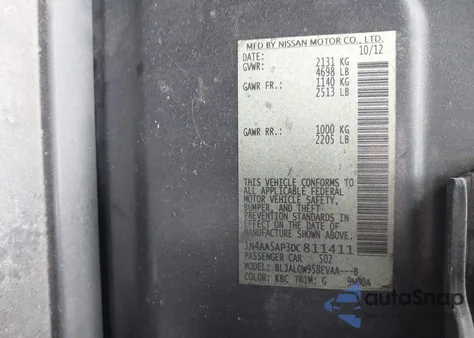 MFD BY NISSAN MOTOR CO., LTD.
DATE: 10/12
GVWR: 2131 KG
4698 LB
GAWR FR.: 1140 KG
2513 LB
GAWR RR.: 1000 KG
2205 LB
THIS VEHICLE CONFORMS TO
ALL APPLICABLE FEDERAL
MOTOR VEHICLE SAFETY,
BUMPER, AND THEFT
PREVENTION STANDARDS IN
EFFECT ON THE DATE OF
MANUFACTURE SHOWN ABOVE.
1N4AA5AP3DC811411
PASSENGER CAR 502
MODEL: BLJALQW958EVAA---B
COLOR: KBC TRIM: G
autoSnap